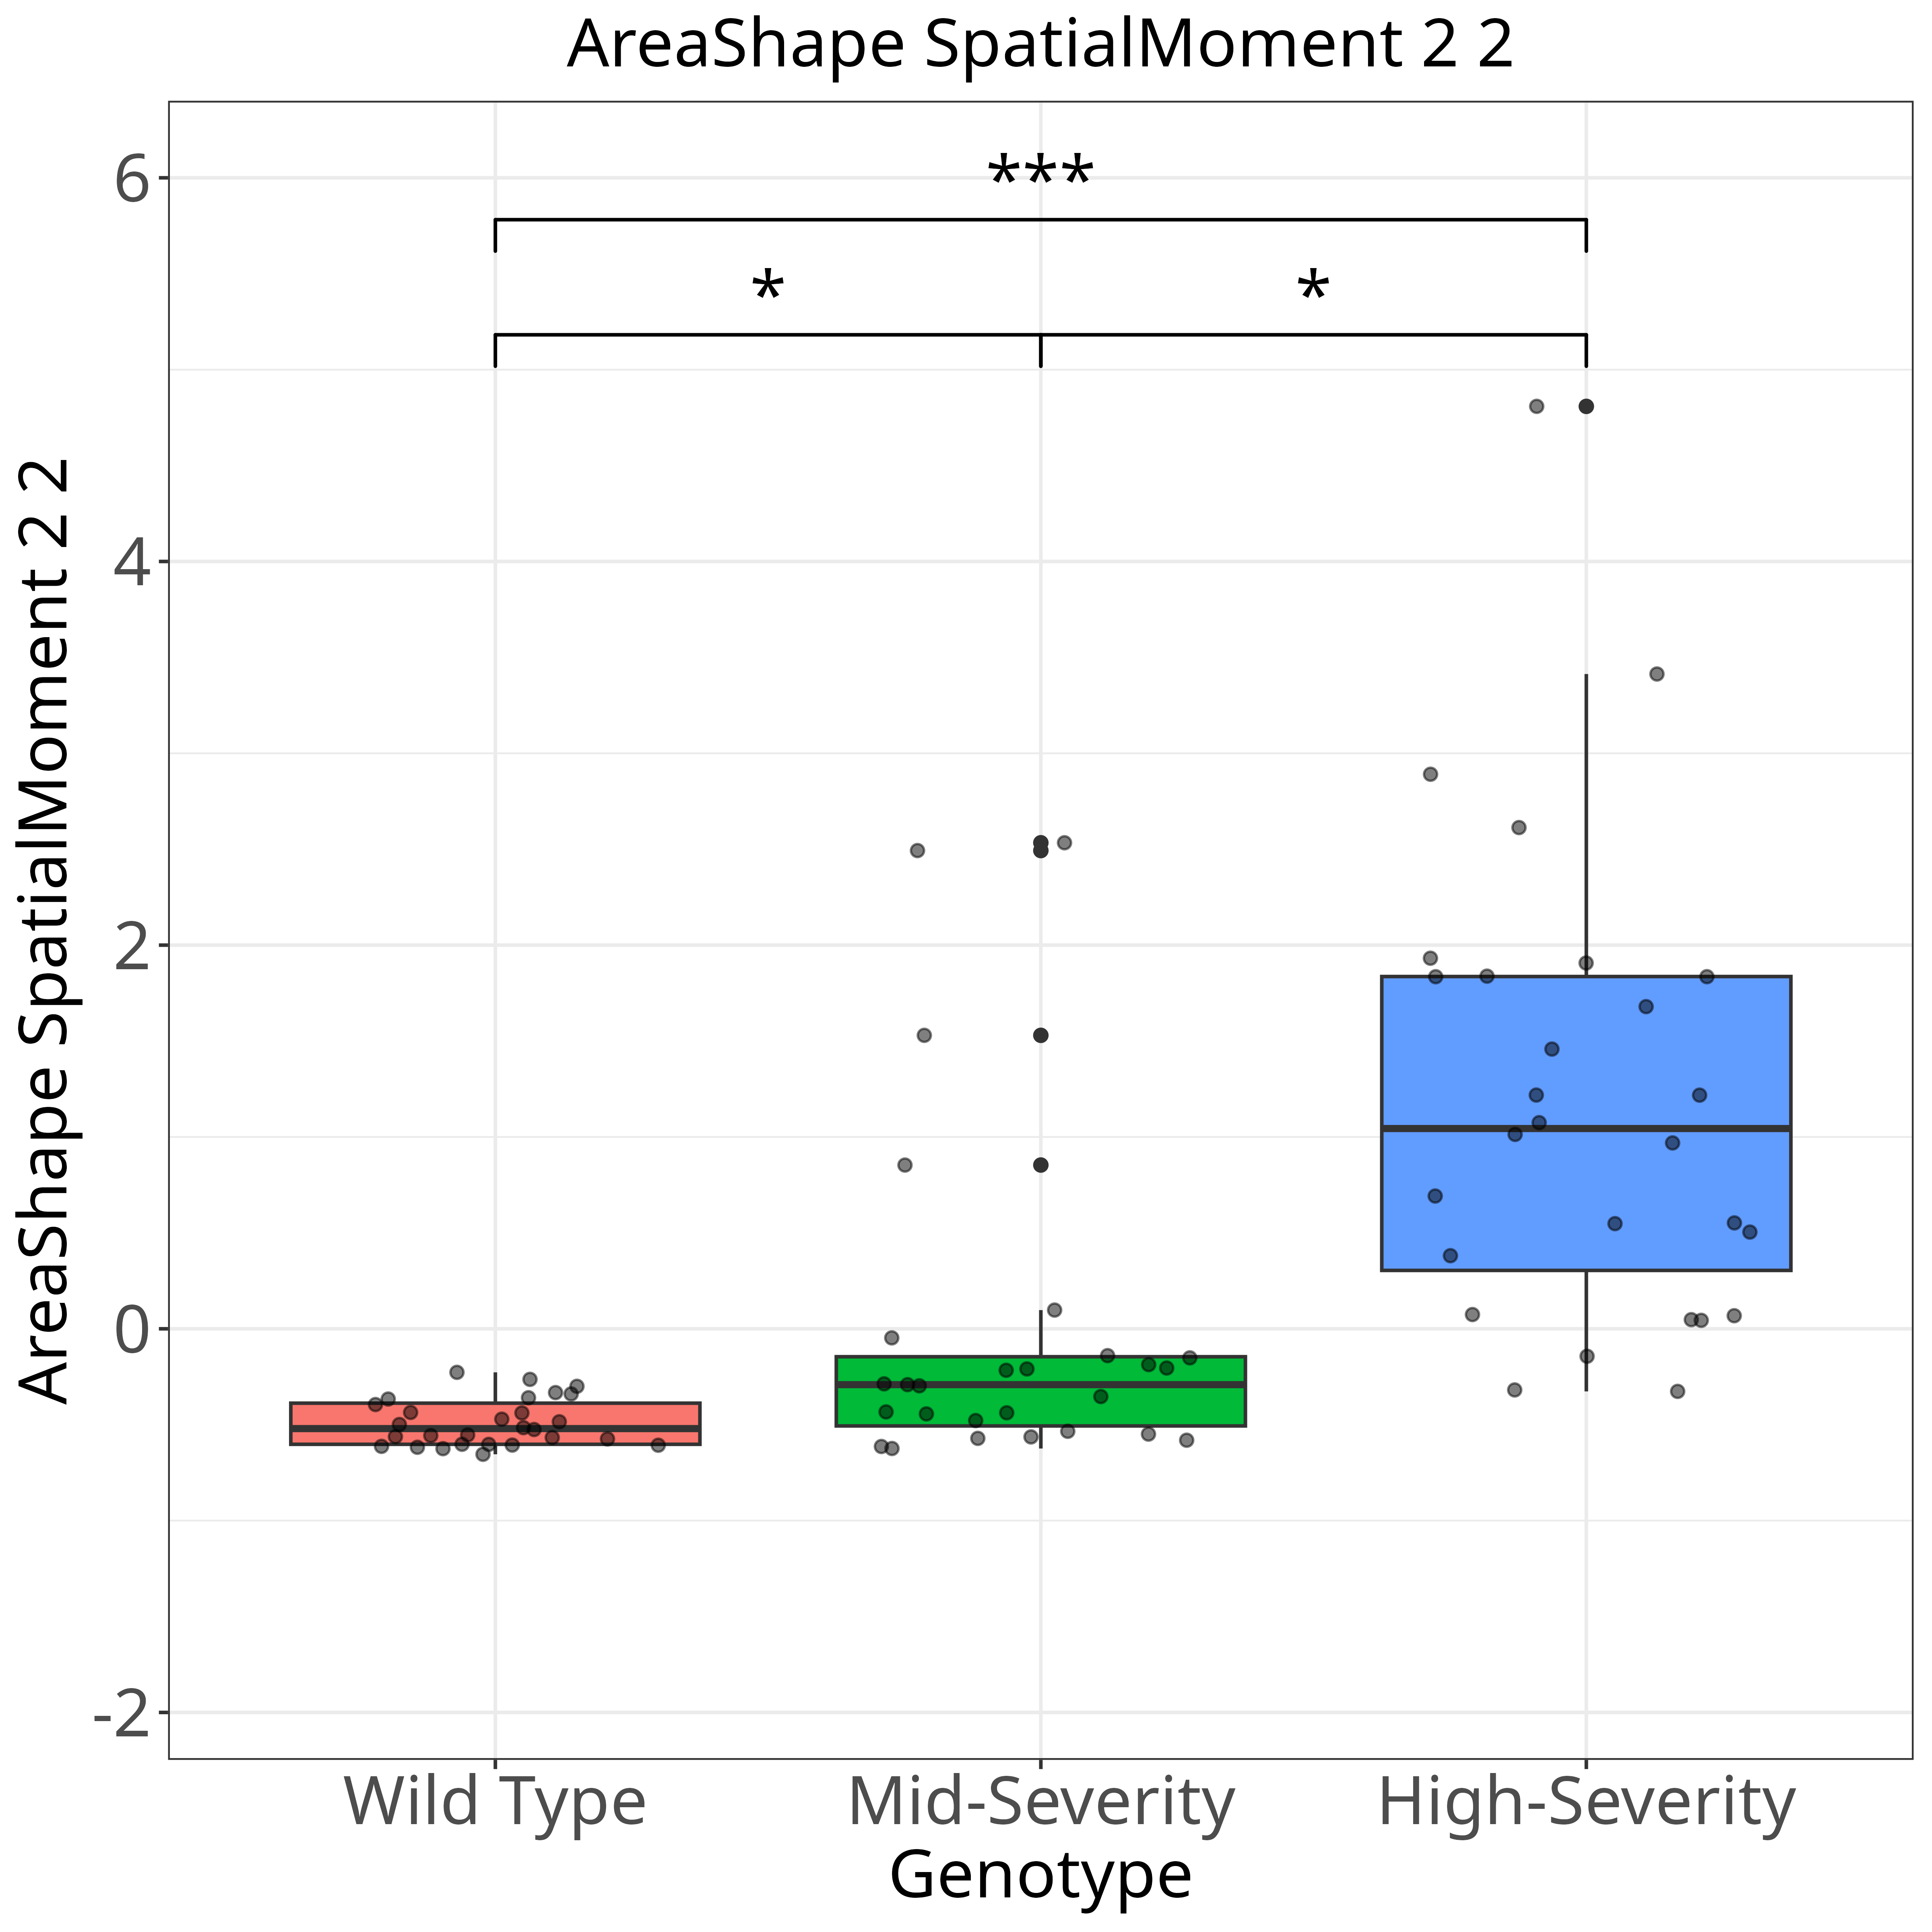 AreaShape SpatialMoment 2 2
AreaShape SpatialMoment 2 2
6
4
2
0
-2
***
*
*
Wild Type
Mid-Severity
High-Severity
Genotype